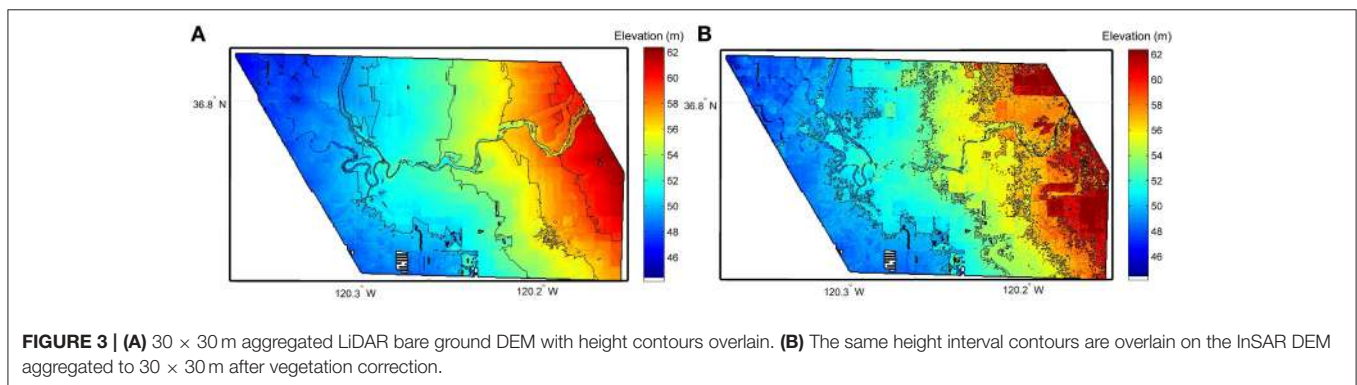 A
Elevation (m)
62
60
58
56
54
52
50
48
46
36.8° N
120.3° W
120.2° W
B
Elevation (m)
62
60
58
56
54
52
50
48
46
36.8° N
120.3° W
120.2° W
FIGURE 3 | (A) 30 × 30 m aggregated LiDAR bare ground DEM with height contours overlain. (B) The same height interval contours are overlain on the InSAR DEM
aggregated to 30 × 30 m after vegetation correction.